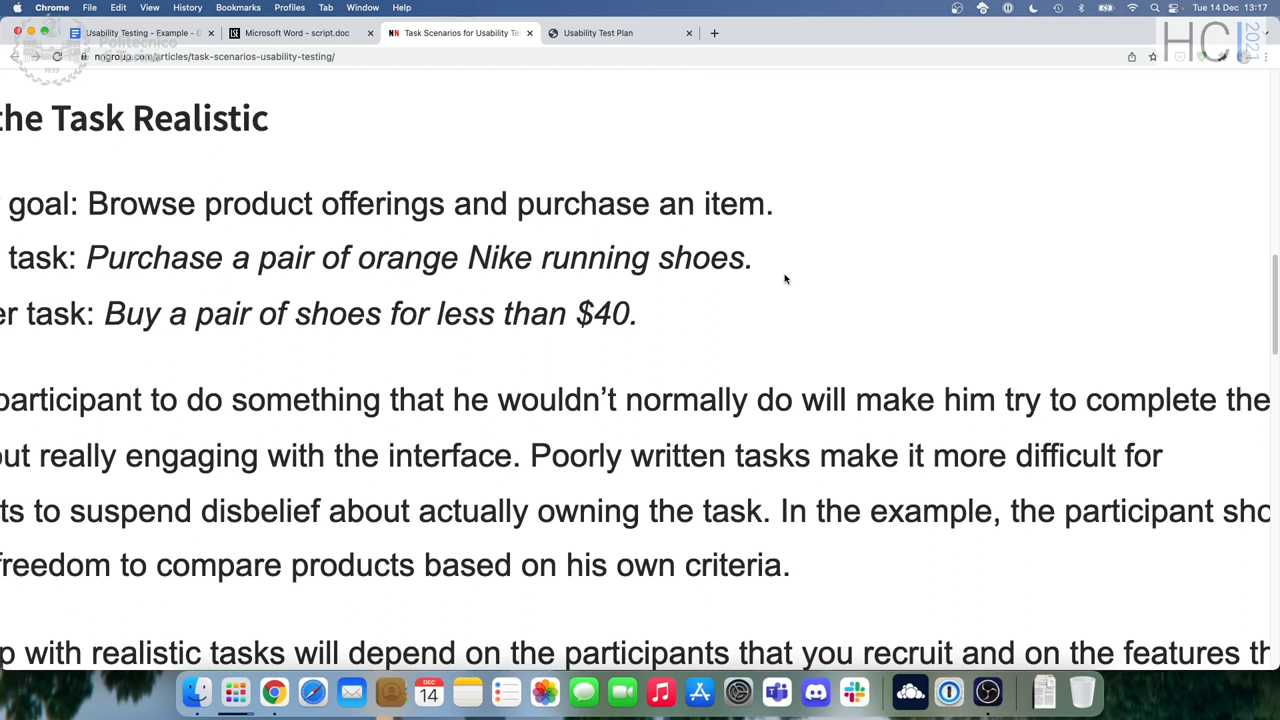 Chrome File Edit View History Bookmarks Profiles Tab Window Help Tue 14 Dec 13:17
Usability Testing - Example - G
Microsoft Word - script.doc
Task Scenarios for Usability Te
Usability Test Plan
Politecnico
di Torino
1859
HCI 2021
nngroup.com/articles/task-scenarios-usability-testing/
the Task Realistic
goal: Browse product offerings and purchase an item.
task: Purchase a pair of orange Nike running shoes.
er task: Buy a pair of shoes for less than $40.
participant to do something that he wouldn't normally do will make him try to complete the
out really engaging with the interface. Poorly written tasks make it more difficult for
ts to suspend disbelief about actually owning the task. In the example, the participant sho
freedom to compare products based on his own criteria.
p with realistic tasks will depend on the participants that you recruit and on the features th
DEC
14